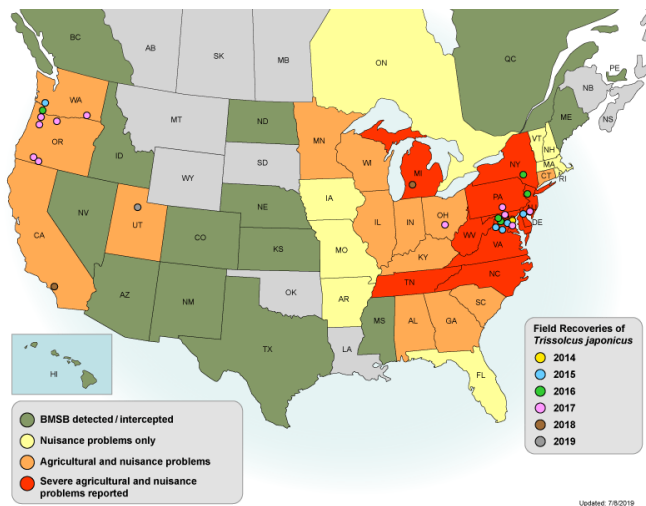 BC
AB
SK
MB
ON
QC
PE
NB
NS
WA
MT
ND
MN
ME
VT
NH
MA
NY
OR
ID
SD
WI
MI
CT
RI
WY
IA
PA
NV
UT
NE
IL
IN
OH
DE
CA
CO
KS
MO
KY
WV
VA
AZ
NM
OK
AR
TN
NC
TX
LA
MS
AL
GA
SC
FL
HI
Field Recoveries of
Trissolcus japonicus
2014
2015
2016
2017
2018
2019
BMSB detected / intercepted
Nuisance problems only
Agricultural and nuisance problems
Severe agricultural and nuisance
problems reported
Updated: 7/8/2019